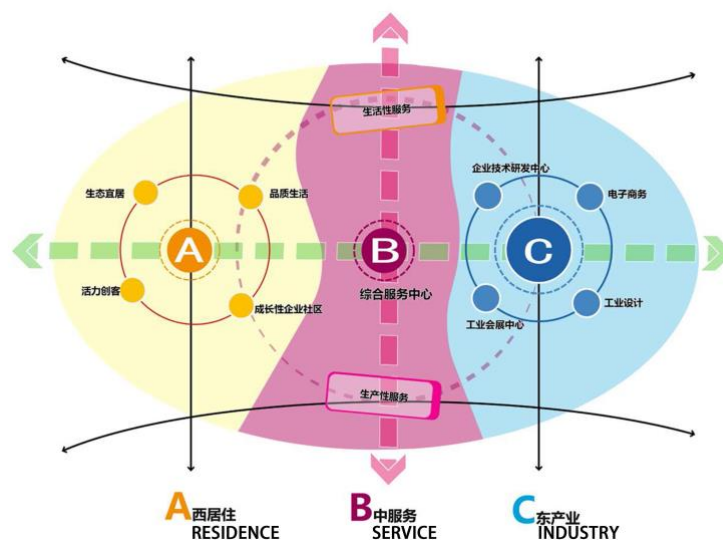 生活性服务
企业技术研发中心
生态宜居
品质生活
电子商务
A
B
C
综合服务中心
活力创客
成长性企业社区
工业设计
工业会展中心
生产性服务
A西居住
RESIDENCE
B中服务
SERVICE
C东产业
INDUSTRY